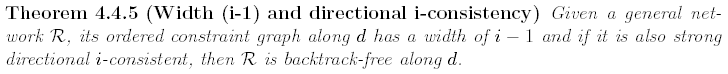 Theorem 4.4.5 (Width (i-1) and directional i-consistency) Given a general net-
work R, its ordered constraint graph along d has a width of i − 1 and if it is also strong
directional i-consistent, then R is backtrack-free along d.